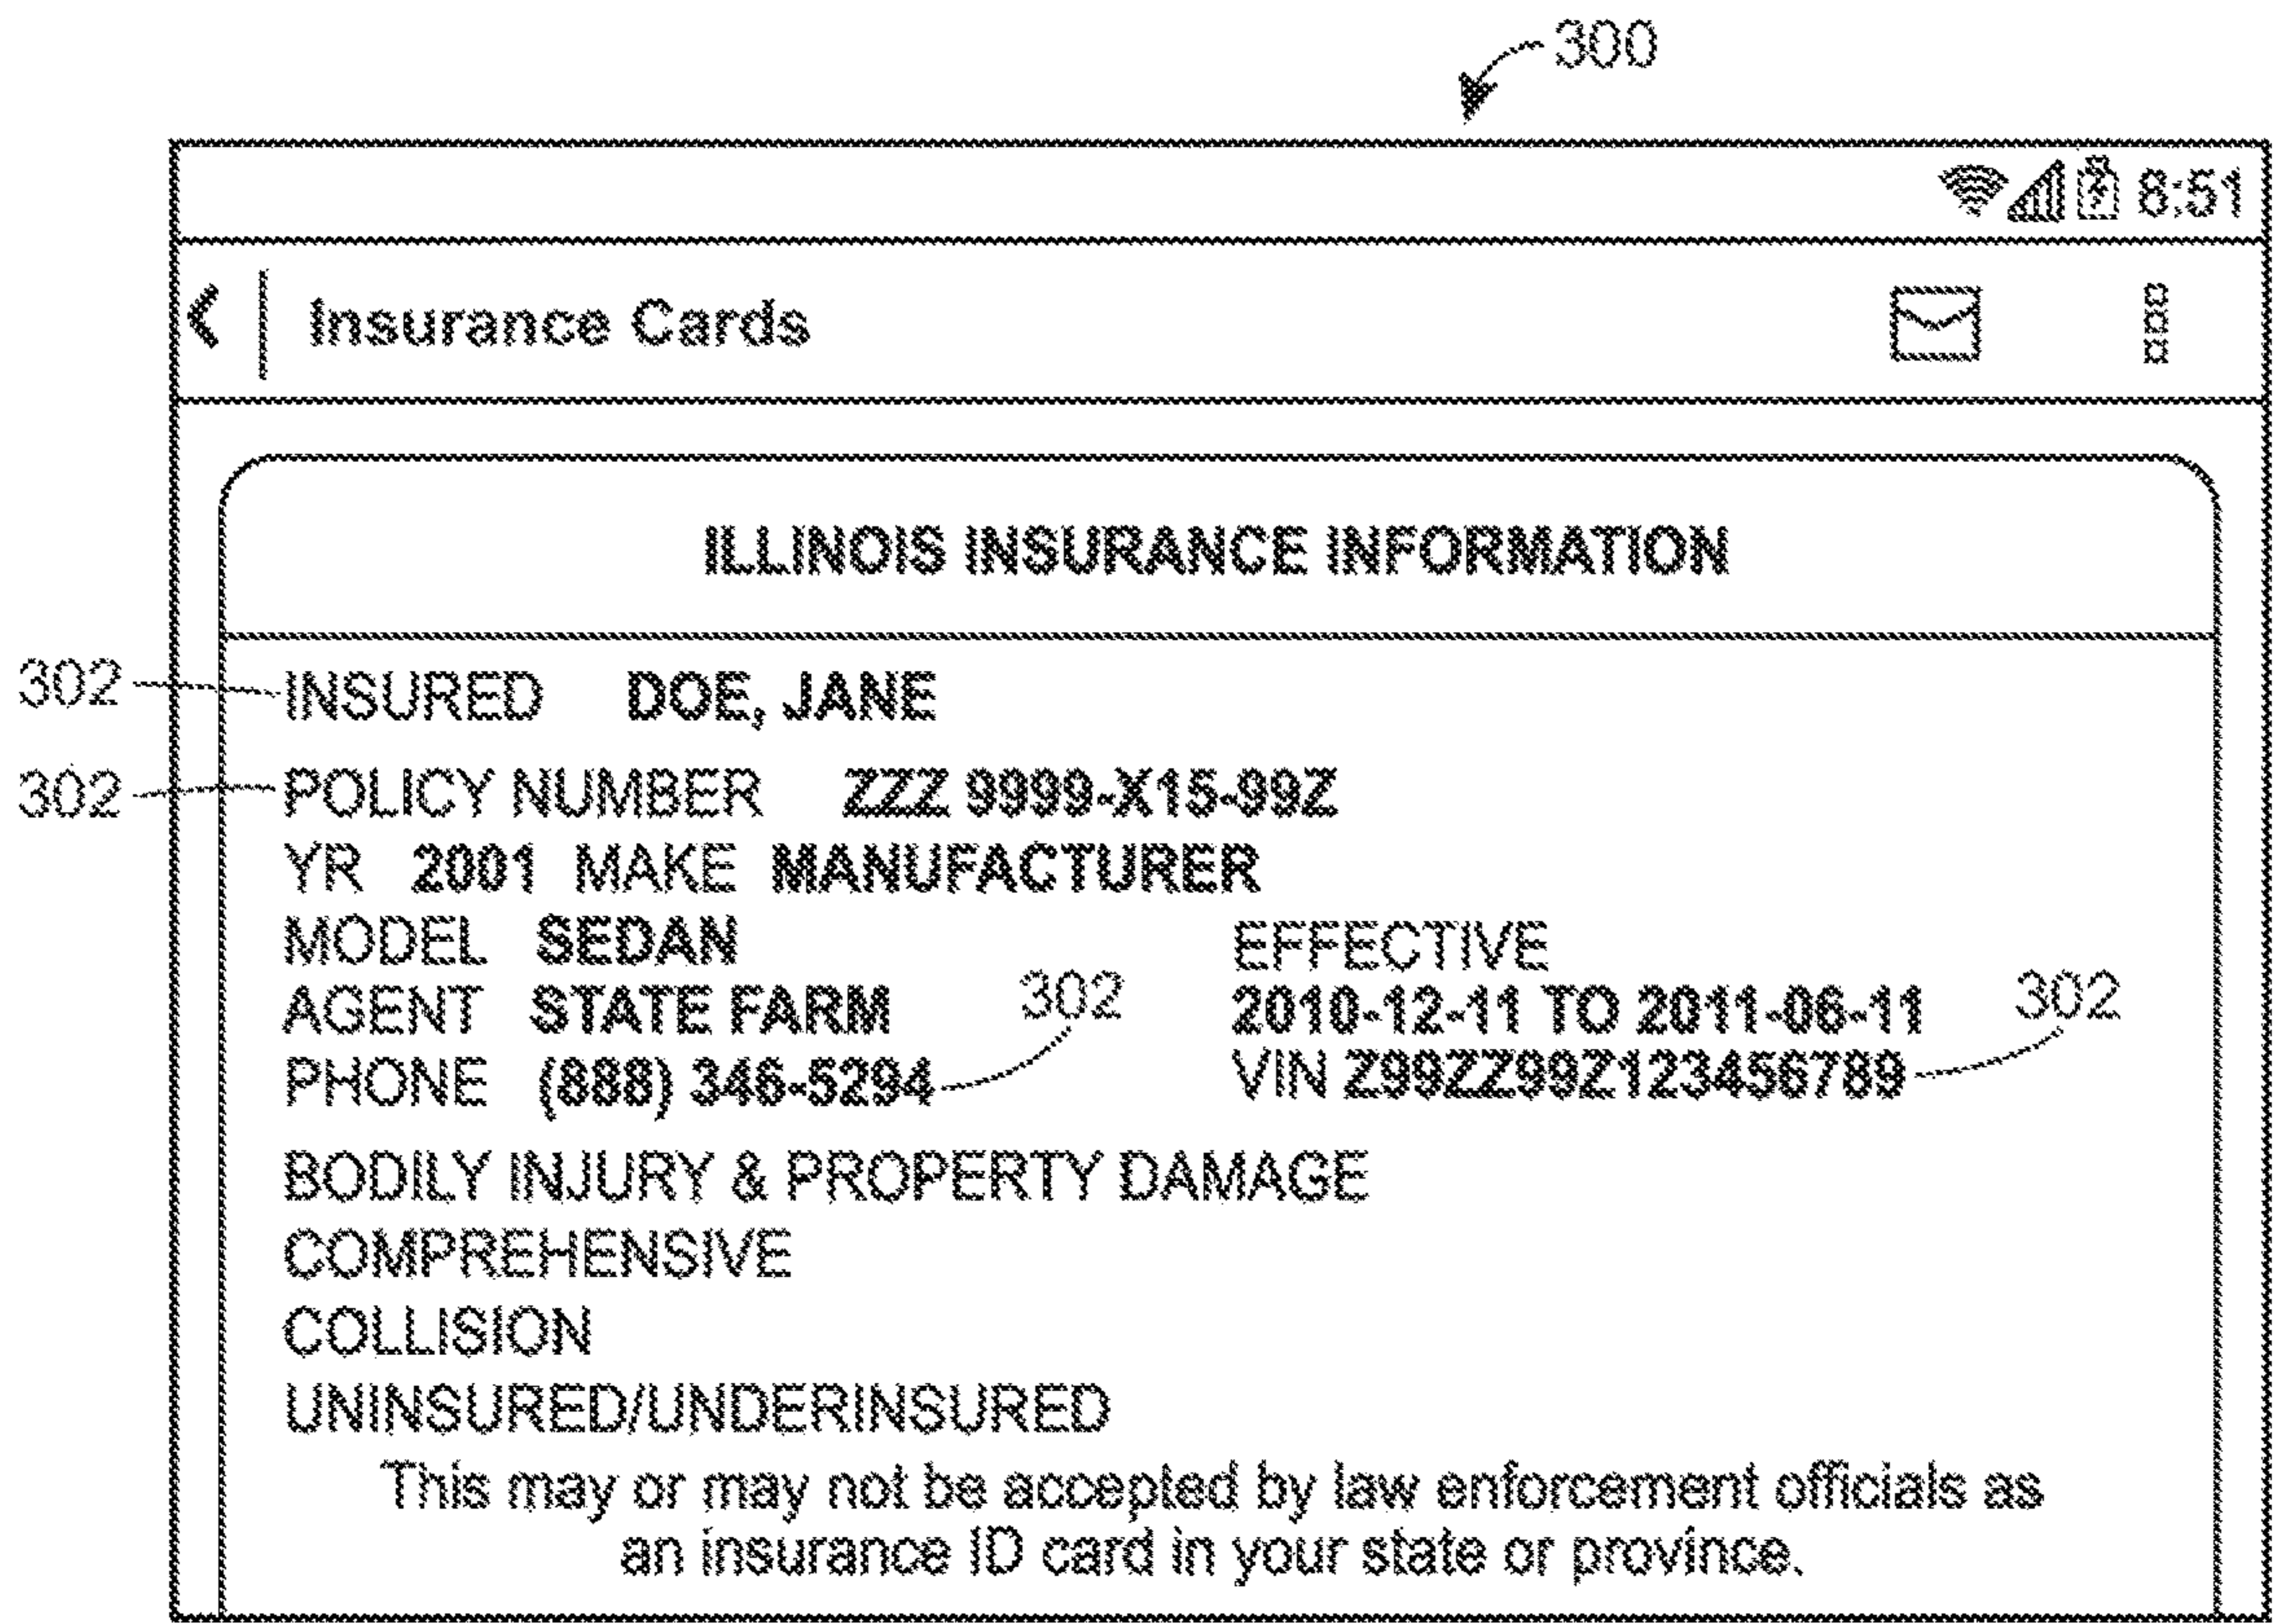 300
8:51
Insurance Cards
ILLINOIS INSURANCE INFORMATION
302 INSURED DOE, JANE
302 POLICY NUMBER ZZZ 9999-X15-99Z
YR 2001 MAKE MANUFACTURER
MODEL SEDAN EFFECTIVE
AGENT STATE FARM 302 2010-12-11 TO 2011-06-11 302
PHONE (888) 346-5294 VIN Z99ZZ99Z123456789
BODILY INJURY & PROPERTY DAMAGE
COMPREHENSIVE
COLLISION
UNINSURED/UNDERINSURED
This may or may not be accepted by law enforcement officials as
an insurance ID card in your state or province.